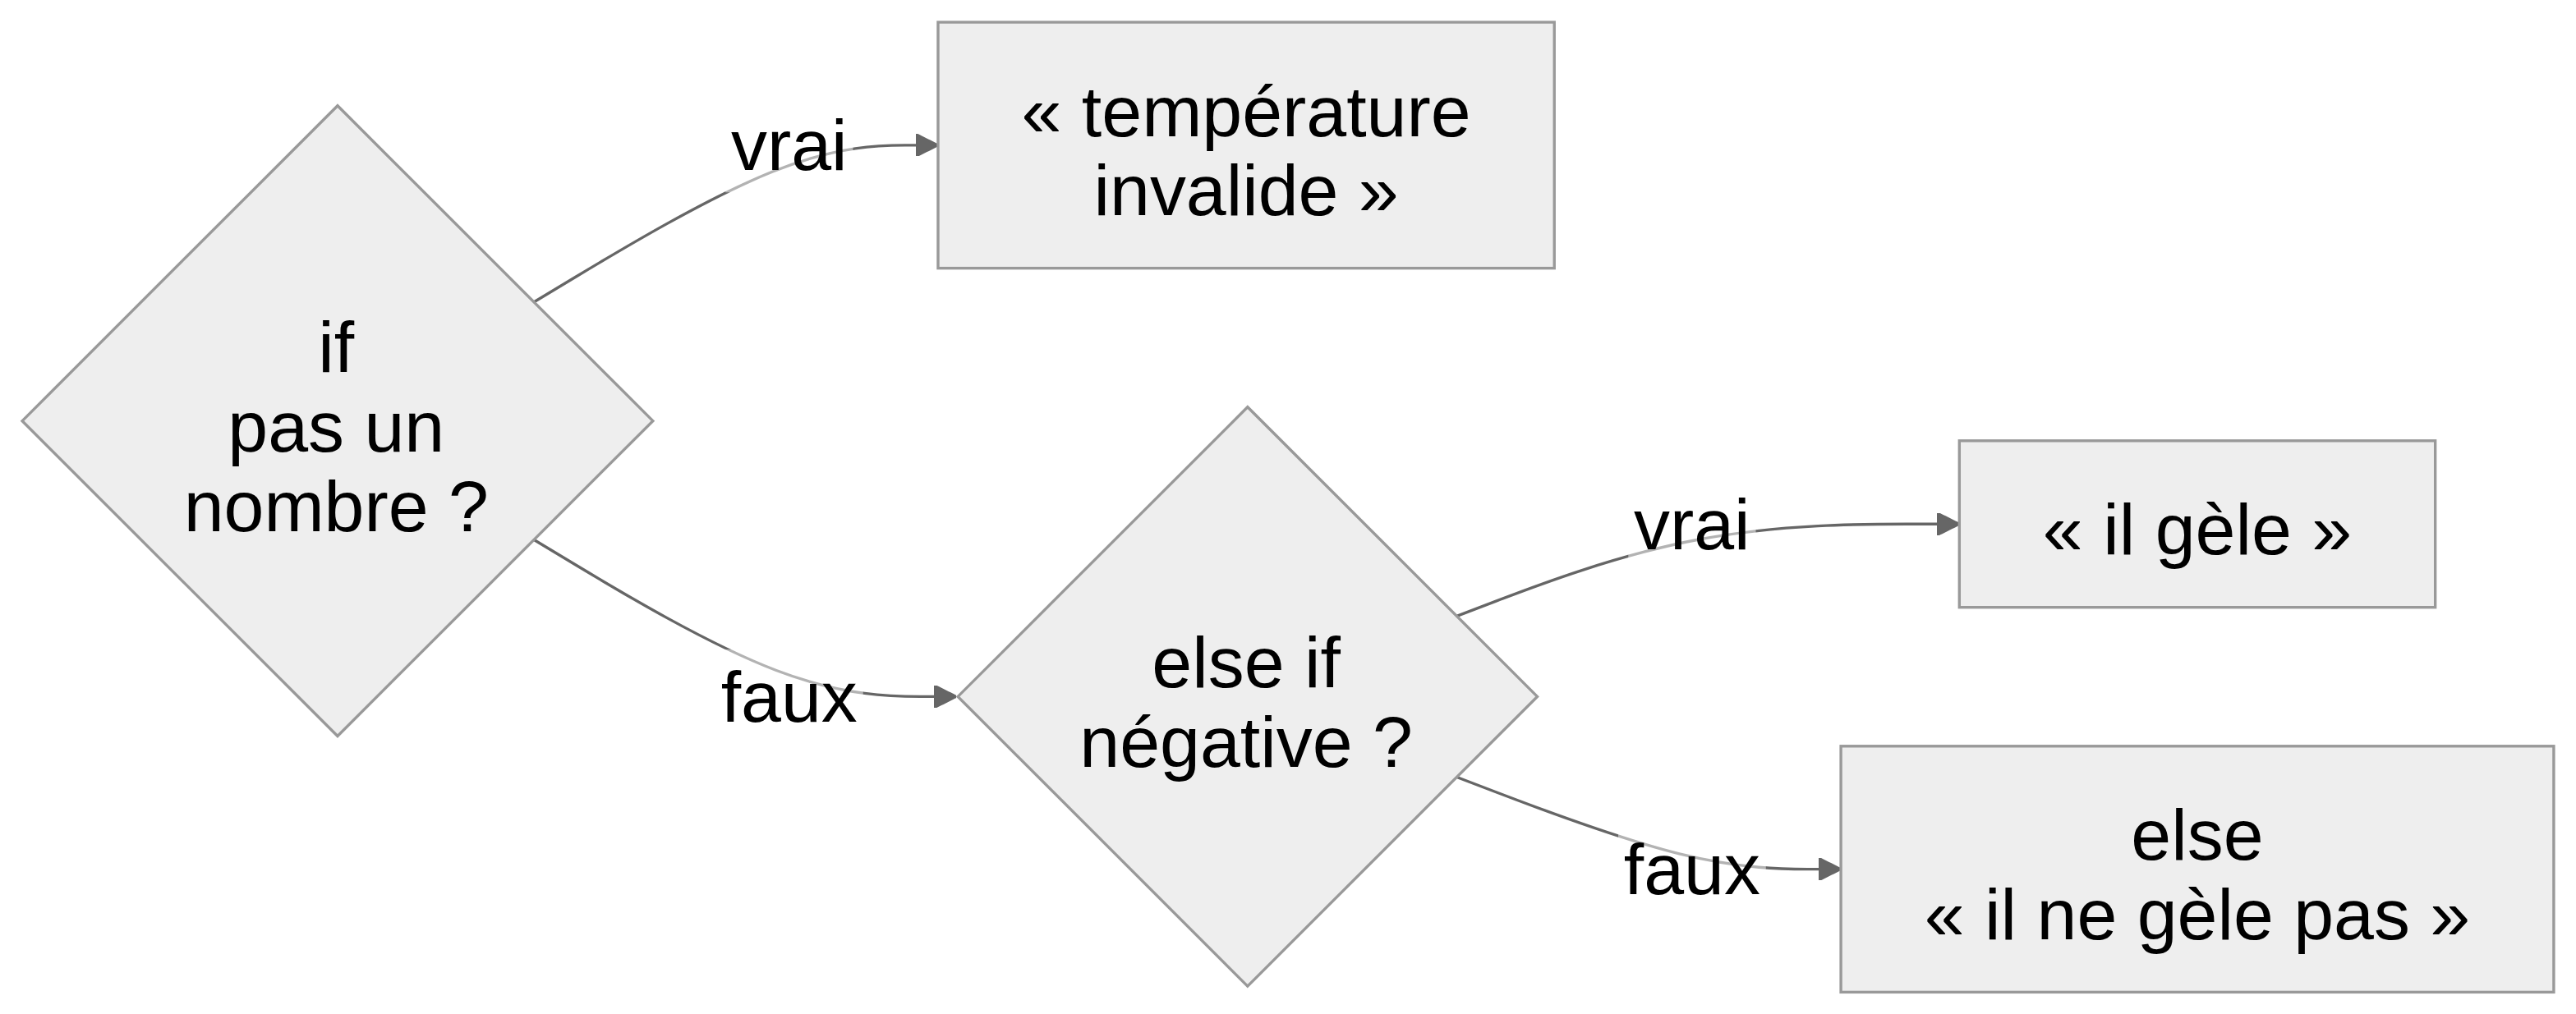 if
pas un
nombre ?
vrai
« température
invalide »
faux
else if
négative ?
vrai
« il gèle »
faux
else
« il ne gèle pas »